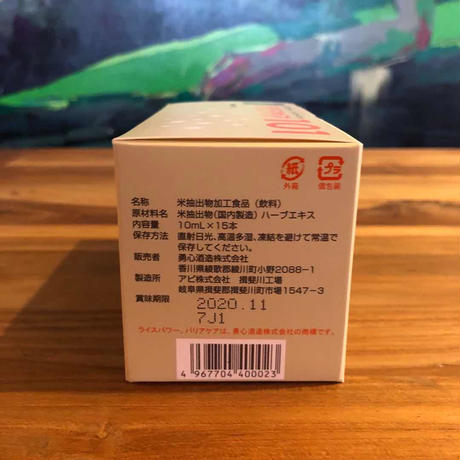 101
紙
外箱
プラ
個包装
名称 米抽出物加工食品(飲料)
原材料名 米抽出物(国内製造) ハーブエキス
内容量 10mL×15本
保存方法 直射日光、高温多湿、凍結を避けて常温で
保存してください。
販売者 勇心酒造株式会社
香川県綾歌郡綾川町小野2088-1
製造所 アピ株式会社 揖斐川工場
岐阜県揖斐郡揖斐川町市場1547-3
賞味期限 2020.11
7J1
ライスパワー、バリアケアは、勇心酒造株式会社の商標です。
4 967704 400023